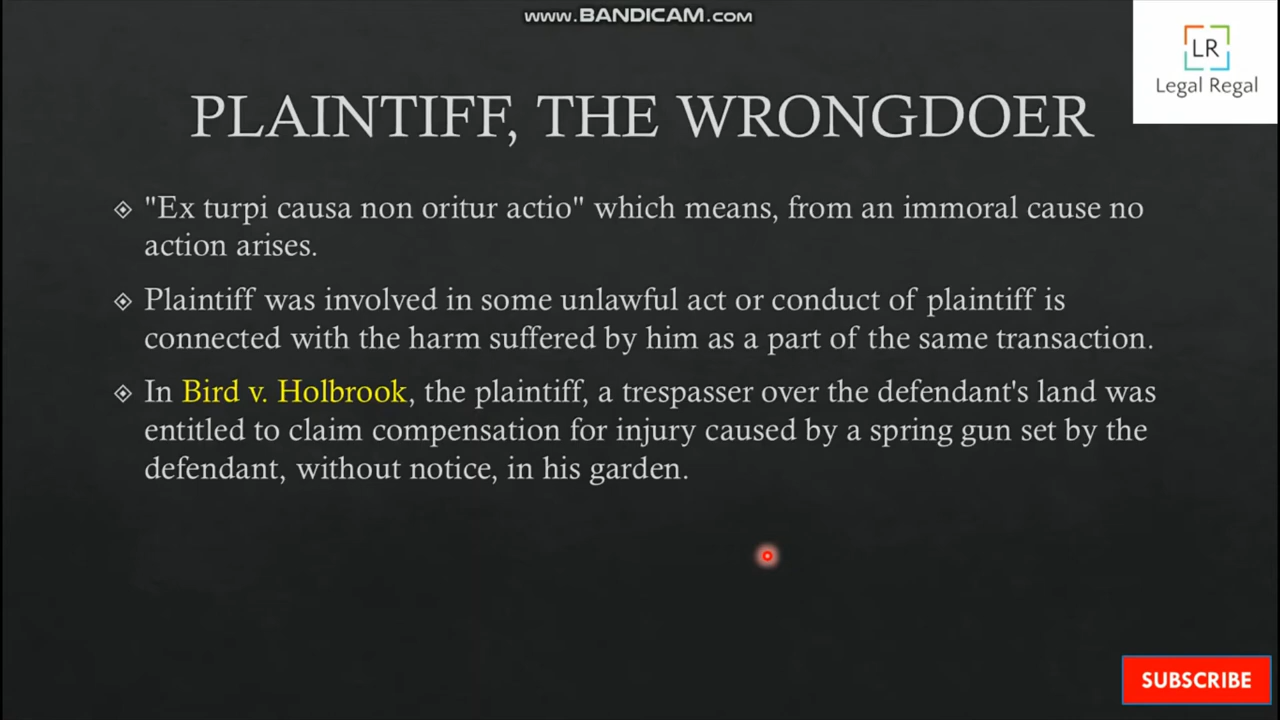 www.BANDICAM.com
LR
Legal Regal
PLAINTIFF, THE WRONGDOER
"Ex turpi causa non oritur actio" which means, from an immoral cause no
action arises.
Plaintiff was involved in some unlawful act or conduct of plaintiff is
connected with the harm suffered by him as a part of the same transaction.
In Bird v. Holbrook, the plaintiff, a trespasser over the defendant's land was
entitled to claim compensation for injury caused by a spring gun set by the
defendant, without notice, in his garden.
SUBSCRIBE